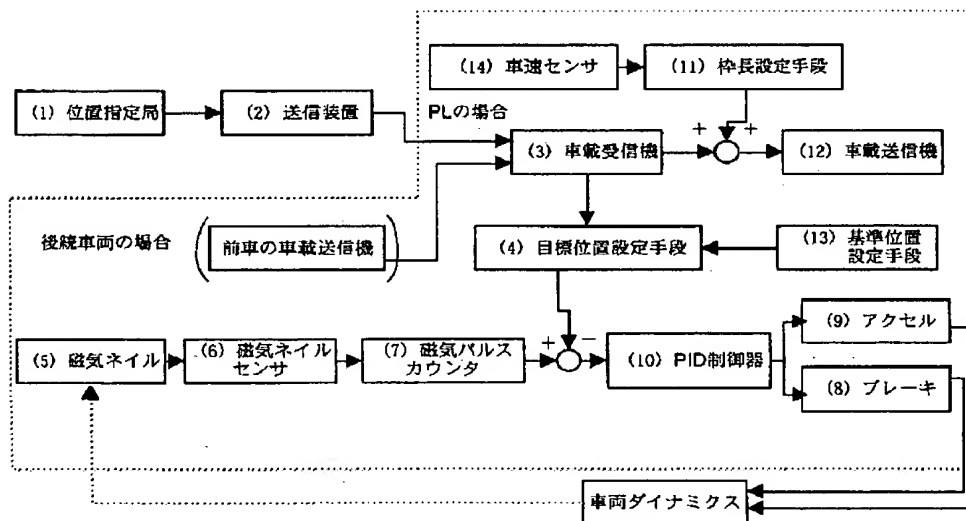 (14) 車速センサ
(11) 枠長設定手段
(1) 位置指定局
(2) 送信装置
PLの場合
+
+
(3) 車載受信機
(12) 車載送信機
後続車両の場合
前車の車載送信機
(4) 目標位置設定手段
(13) 基準位置
設定手段
(9) アクセル
(5) 磁気ネイル
(6) 磁気ネイル
センサ
(7) 磁気パルス
カウンタ
+
-
(10) PID制御器
(8) ブレーキ
車両ダイナミクス